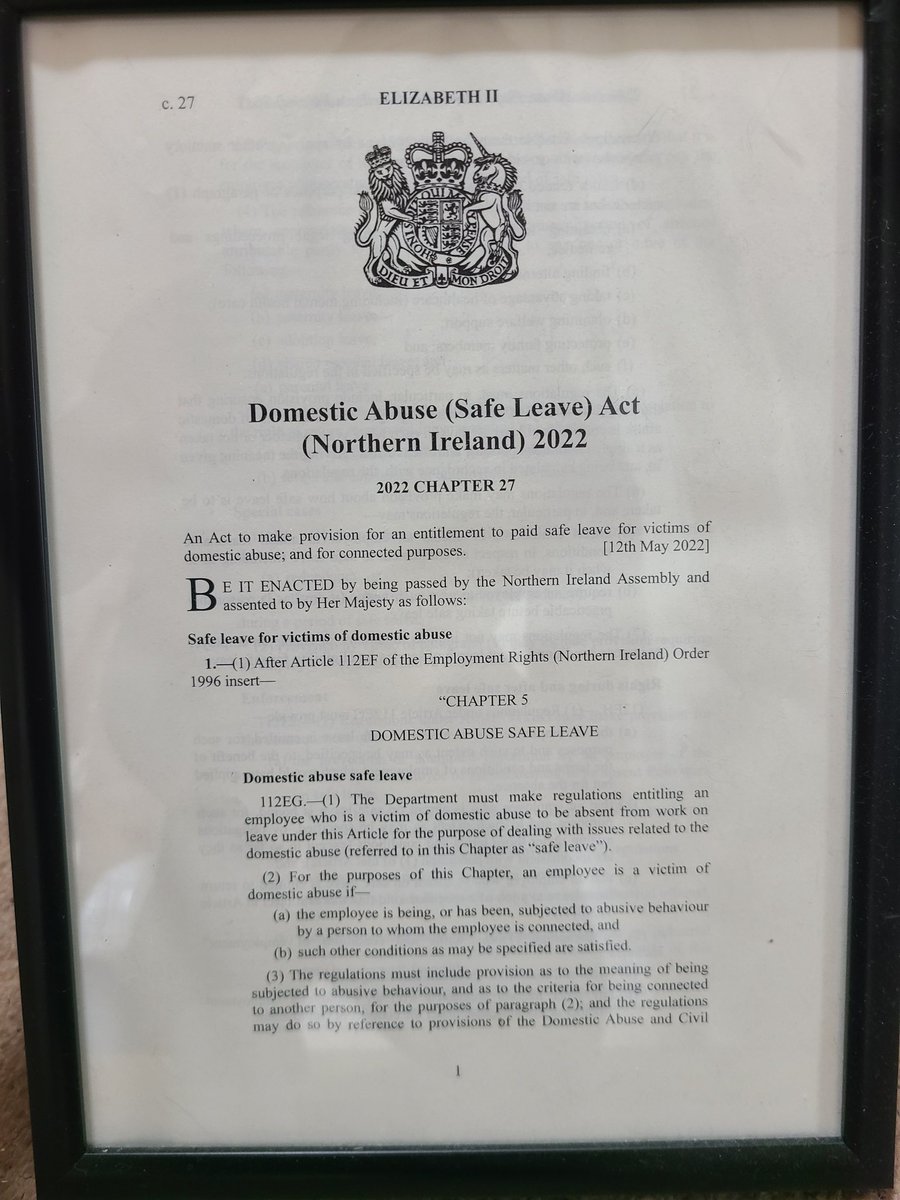 c. 27
ELIZABETH II
QUI
HONI
PENSE
DIEU ET MON DROIT
Domestic Abuse (Safe Leave) Act
(Northern Ireland) 2022
2022 CHAPTER 27
An Act to make provision for an entitlement to paid safe leave for victims of
domestic abuse; and for connected purposes. [12th May 2022]
BE IT ENACTED by being passed by the Northern Ireland Assembly and
assented to by Her Majesty as follows:
Safe leave for victims of domestic abuse
1.—(1) After Article 112EF of the Employment Rights (Northern Ireland) Order
1996 insert—
“CHAPTER 5
DOMESTIC ABUSE SAFE LEAVE
Domestic abuse safe leave
112EG.—(1) The Department must make regulations entitling an
employee who is a victim of domestic abuse to be absent from work on
leave under this Article for the purpose of dealing with issues related to the
domestic abuse (referred to in this Chapter as “safe leave”).
(2) For the purposes of this Chapter, an employee is a victim of
domestic abuse if—
(a) the employee is being, or has been, subjected to abusive behaviour
by a person to whom the employee is connected, and
(b) such other conditions as may be specified are satisfied.
(3) The regulations must include provision as to the meaning of being
subjected to abusive behaviour, and as to the criteria for being connected
to another person, for the purposes of paragraph (2); and the regulations
may do so by reference to provisions of the Domestic Abuse and Civil
1